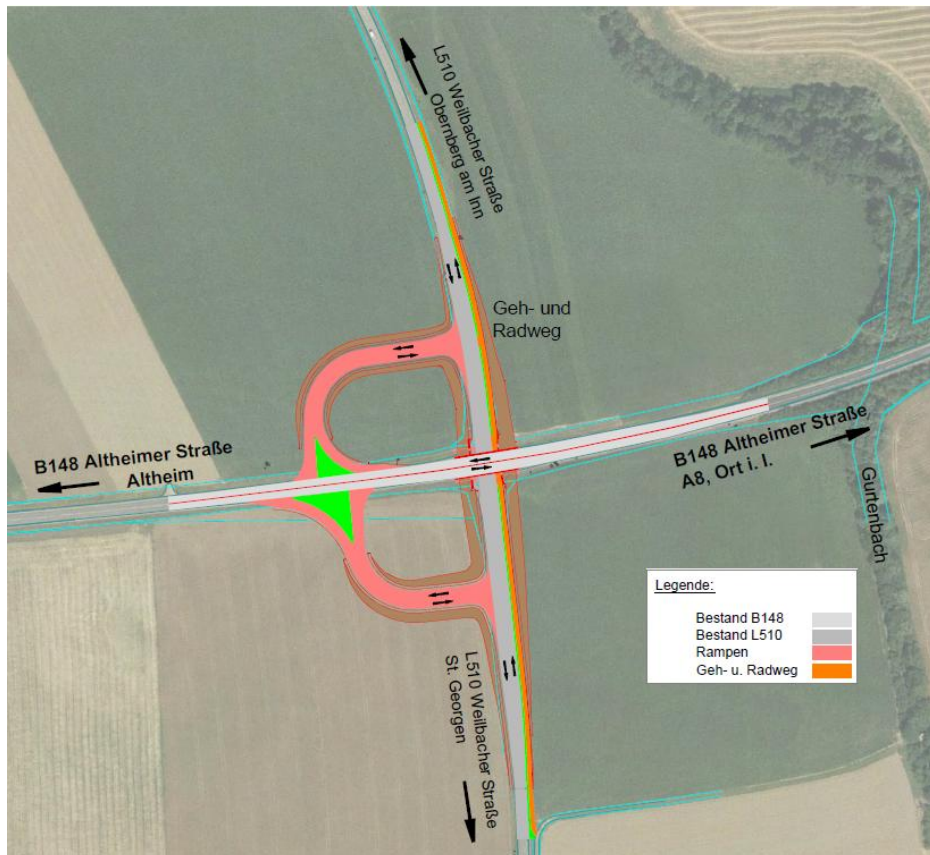 L510 Weilbacher Straße
Obernberg am Inn
Geh- und
Radweg
B148 Altheimer Straße
Altheim
B148 Altheimer Straße
A8, Ort i. I.
Gurtenbach
L510 Weilbacher Straße
St. Georgen
Legende:
Bestand B148
Bestand L510
Rampen
Geh- u. Radweg